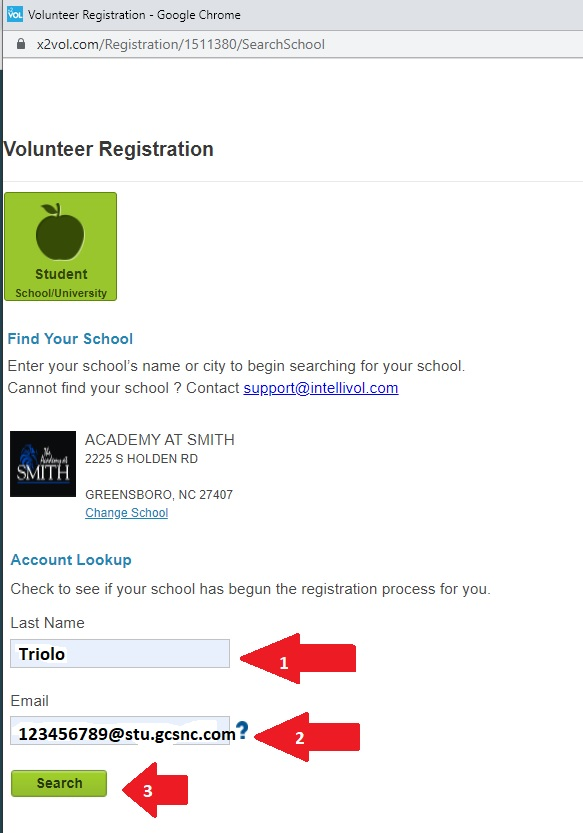 VOL
Volunteer Registration - Google Chrome
x2vol.com/Registration/1511380/SearchSchool
Volunteer Registration
Student
School/University
Find Your School
Enter your school's name or city to begin searching for your school.
Cannot find your school ? Contact support@intellivol.com
The
Academy at
SMITH
ACADEMY AT SMITH
2225 S HOLDEN RD
GREENSBORO, NC 27407
Change School
Account Lookup
Check to see if your school has begun the registration process for you.
Last Name
Triolo
1
Email
123456789@stu.gcsnc.com?
2
Search
3